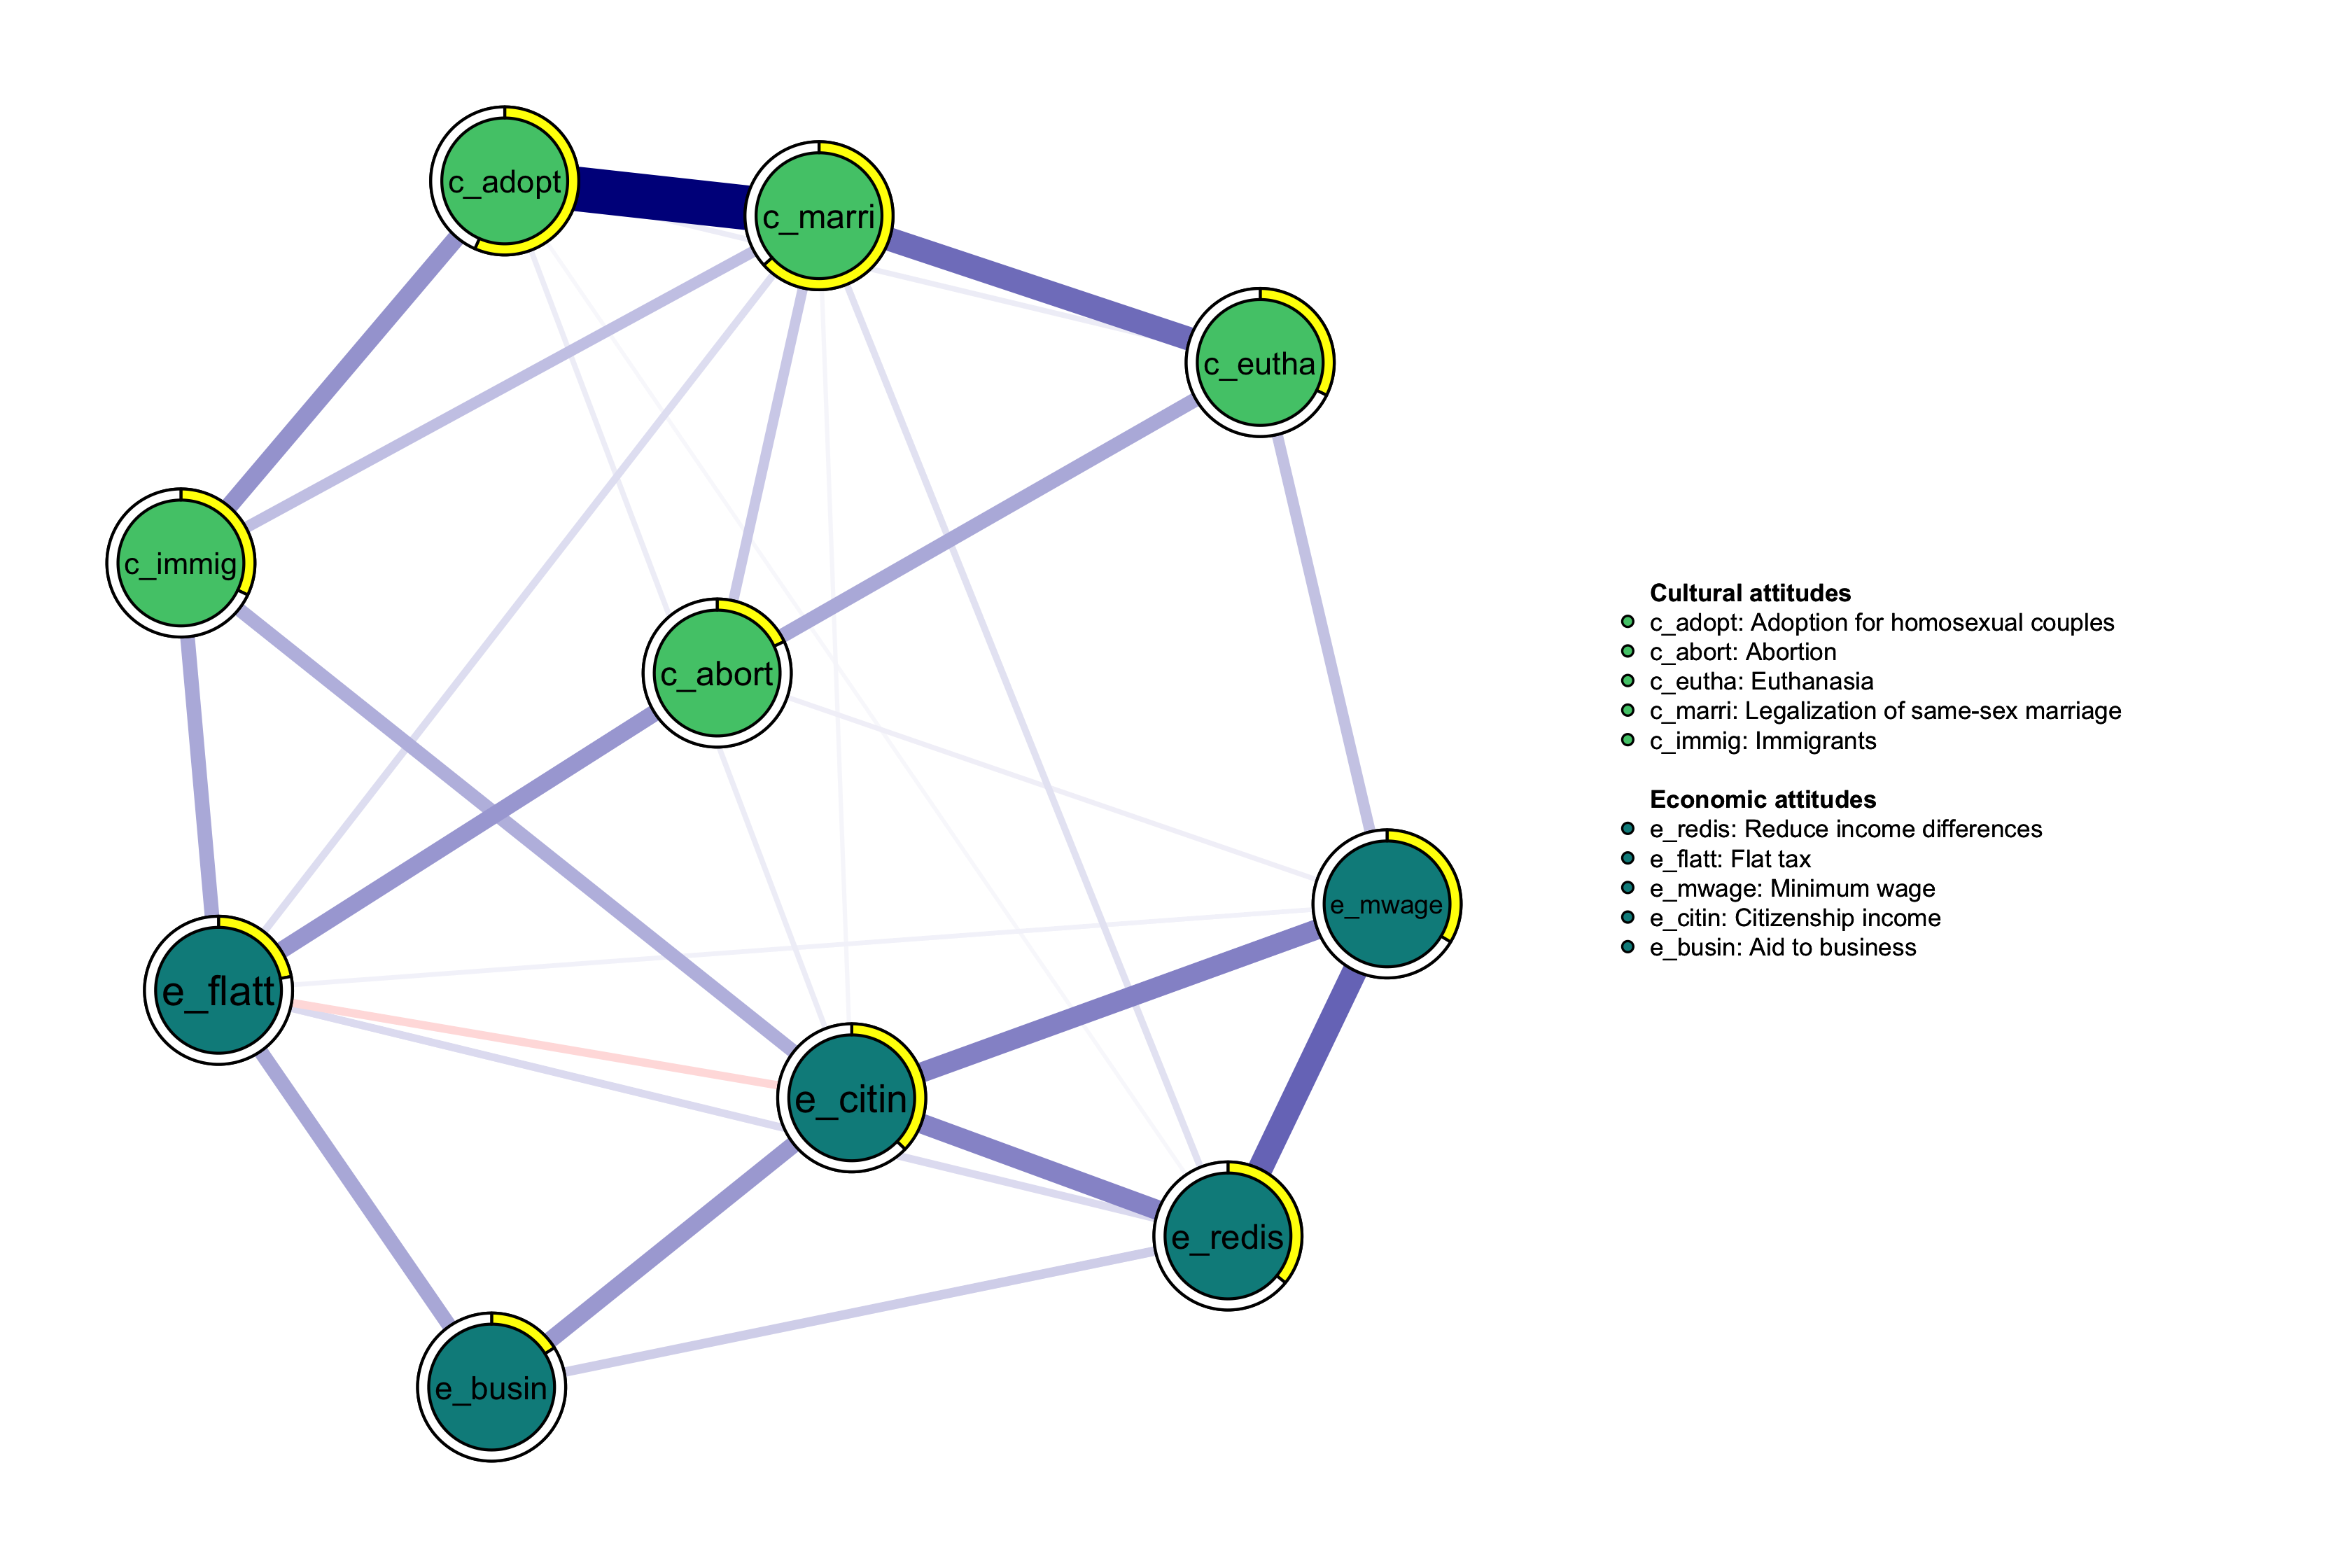 c_adopt
c_marri
c_eutha
c_immig
c_abort
e_mwage
e_flatt
e_citin
e_redis
e_busin
Cultural attitudes
c_adopt: Adoption for homosexual couples
c_abort: Abortion
c_eutha: Euthanasia
c_marri: Legalization of same-sex marriage
c_immig: Immigrants
Economic attitudes
e_redis: Reduce income differences
e_flatt: Flat tax
e_mwage: Minimum wage
e_citin: Citizenship income
e_busin: Aid to business